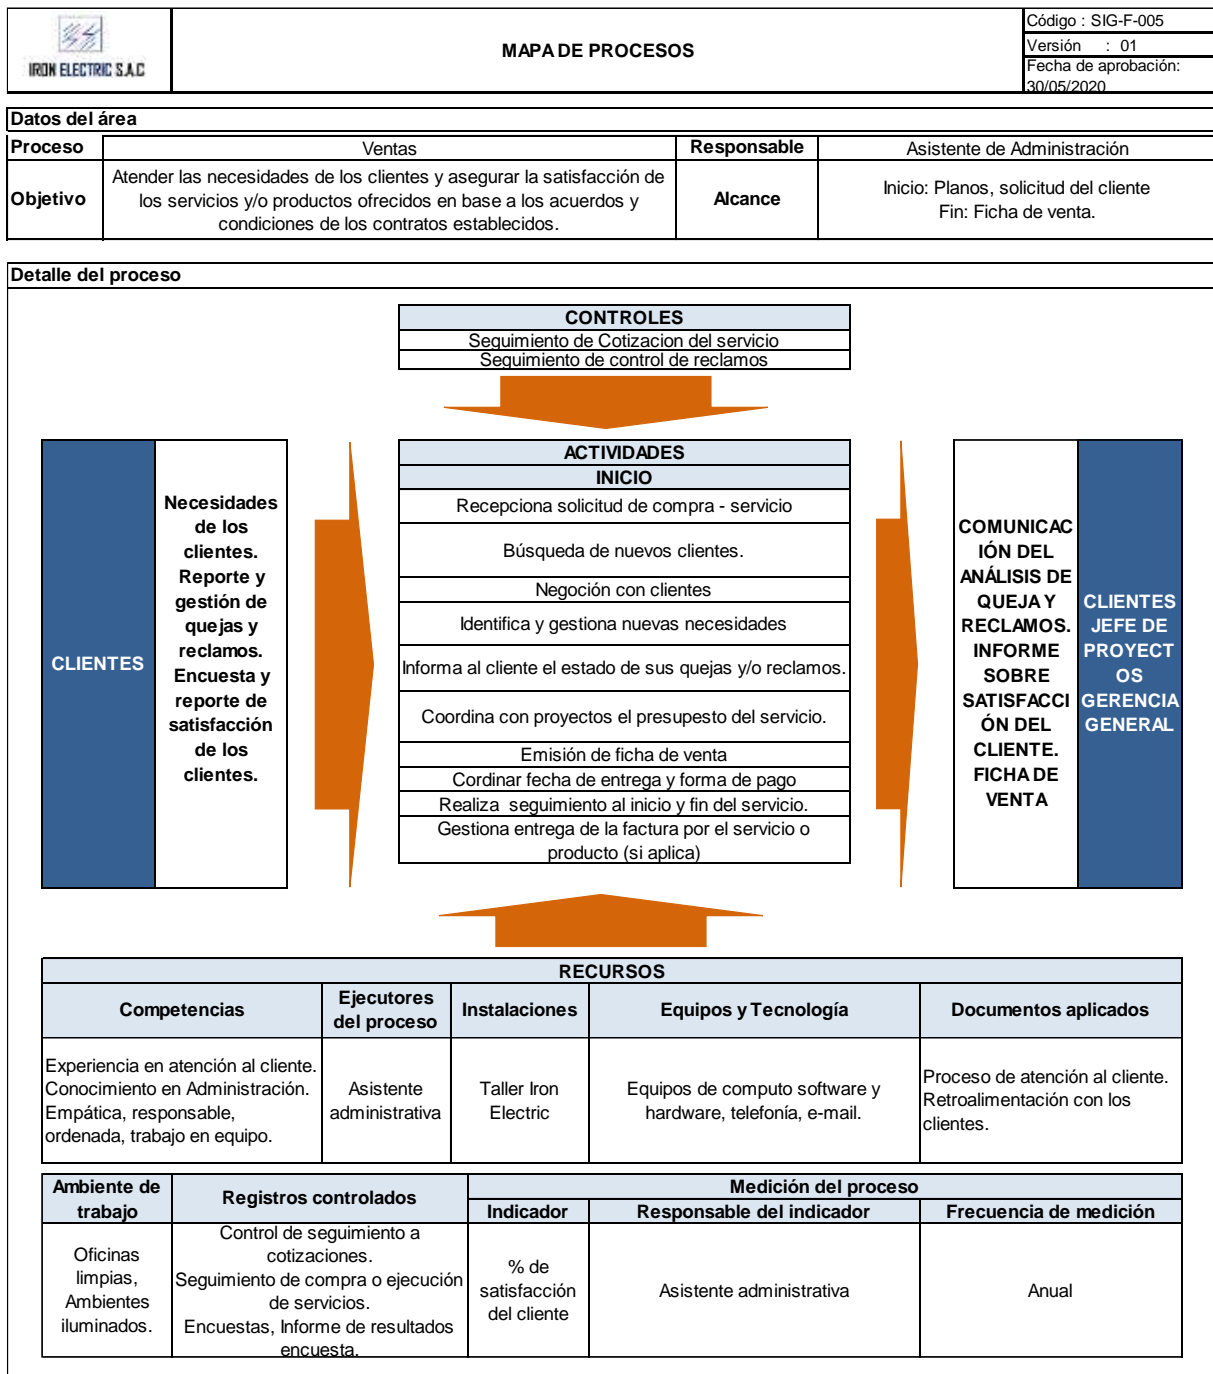 IRON ELECTRIC S.A.C
MAPA DE PROCESOS
Código : SIG-F-005
Versión : 01
Fecha de aprobación:
30/05/2020
Datos del área
Proceso
Ventas
Responsable
Asistente de Administración
Objetivo
Atender las necesidades de los clientes y asegurar la satisfacción de
los servicios y/o productos ofrecidos en base a los acuerdos y
condiciones de los contratos establecidos.
Alcance
Inicio: Planos, solicitud del cliente
Fin: Ficha de venta.
Detalle del proceso
CONTROLES
Seguimiento de Cotizacion del servicio
Seguimiento de control de reclamos
CLIENTES
Necesidades
de los
clientes.
Reporte y
gestión de
quejas y
reclamos.
Encuesta y
reporte de
satisfacción
de los
clientes.
ACTIVIDADES
INICIO
Recepciona solicitud de compra - servicio
Búsqueda de nuevos clientes.
Negoción con clientes
Identifica y gestiona nuevas necesidades
Informa al cliente el estado de sus quejas y/o reclamos.
Coordina con proyectos el presupesto del servicio.
Emisión de ficha de venta
Cordinar fecha de entrega y forma de pago
Realiza seguimiento al inicio y fin del servicio.
Gestiona entrega de la factura por el servicio o
producto (si aplica)
COMUNICAC
IÓN DEL
ANÁLISIS DE
QUEJA Y
RECLAMOS.
INFORME
SOBRE
SATISFACCI
ÓN DEL
CLIENTE.
FICHA DE
VENTA
CLIENTES
JEFE DE
PROYECT
OS
GERENCIA
GENERAL
RECURSOS
Competencias
Ejecutores
del proceso
Instalaciones
Equipos y Tecnología
Documentos aplicados
Experiencia en atención al cliente.
Conocimiento en Administración.
Empática, responsable,
ordenada, trabajo en equipo.
Asistente
administrativa
Taller Iron
Electric
Equipos de computo software y
hardware, telefonía, e-mail.
Proceso de atención al cliente.
Retroalimentación con los
clientes.
Ambiente de
trabajo
Registros controlados
Medición del proceso
Indicador
Responsable del indicador
Frecuencia de medición
Oficinas
limpias,
Ambientes
iluminados.
Control de seguimiento a
cotizaciones.
Seguimiento de compra o ejecución
de servicios.
Encuestas, Informe de resultados
encuesta.
% de
satisfacción
del cliente
Asistente administrativa
Anual